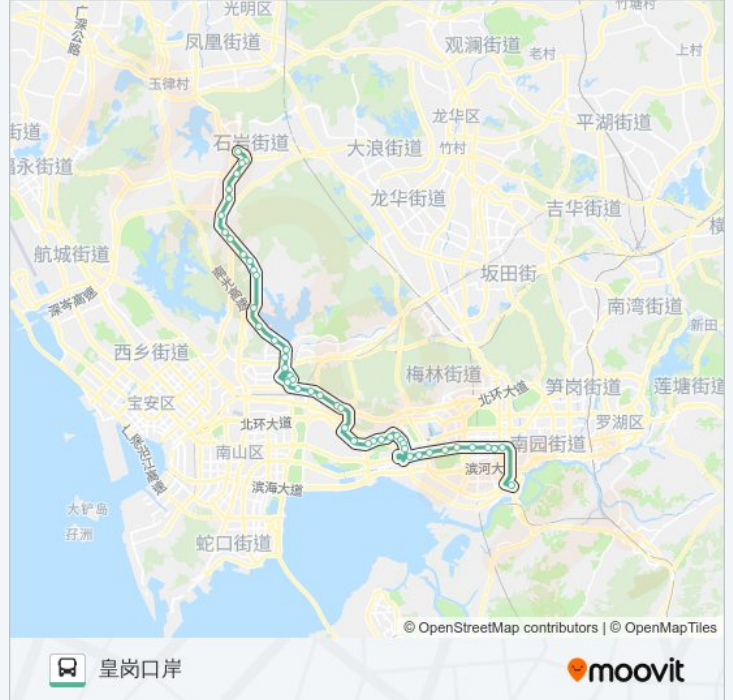 光明区
竹塘村
广深公路
凤凰街道
观澜街道
老村
上村
玉律村
龙华区
平湖街道
街道
石岩街道
大浪街道
竹村
福永街道
龙华街道
吉华街道
横
航城街道
坂田街
深岑高速
南湾街道
新田
西乡街道
梅林街道
北环大道
笋岗街道
莲塘街道
宝安区
罗湖区
北环大道
广深沿江高速
南山区
南园街道
滨河大
滨海大道
大铲岛
孖洲
蛇口街道
© OpenStreetMap contributors | © OpenMapTiles
皇岗口岸
moovit